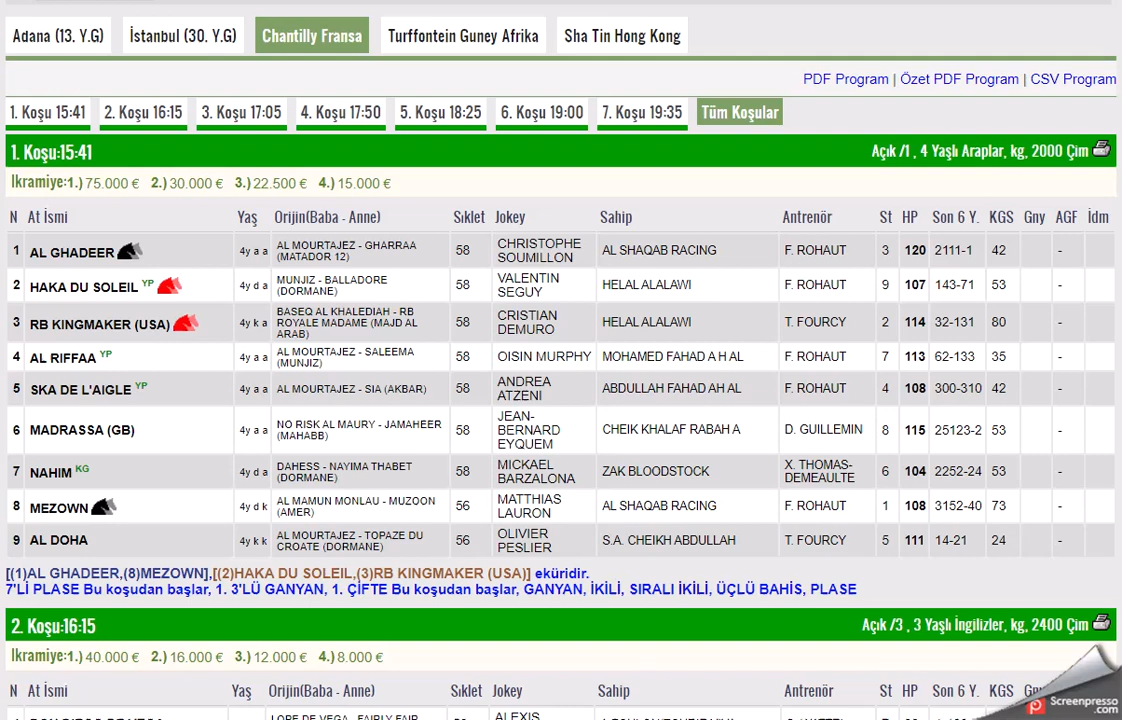 Adana (13. Y.G) İstanbul (30. Y.G) Chantilly Fransa Turffontein Guney Afrika Sha Tin Hong Kong
PDF Program | Özet PDF Program | CSV Program
1. Koşu 15:41 2. Koşu 16:15 3. Koşu 17:05 4. Koşu 17:50 5. Koşu 18:25 6. Koşu 19:00 7. Koşu 19:35 Tüm Koşular
1. Koşu:15:41 Açık /1 , 4 Yaşlı Araplar, kg, 2000 Çim
İkramiye:1.) 75.000 € 2.) 30.000 € 3.) 22.500 € 4.) 15.000 €
N At İsmi Yaş Orijin(Baba - Anne) Sıklet Jokey Sahip Antrenör St HP Son 6 Y. KGS Gny AGF İdm
1 AL GHADEER 4y a a AL MOURTAJEZ - GHARRAA (MATADOR 12) 58 CHRISTOPHE SOUMILLON AL SHAQAB RACING F. ROHAUT 3 120 2111-1 42 -
2 HAKA DU SOLEIL YP 4y d a MUNJIZ - BALLADORE (DORMANE) 58 VALENTIN SEGUY HELAL ALALAWI F. ROHAUT 9 107 143-71 53 -
3 RB KINGMAKER (USA) 4y k a BASEQ AL KHALEDIAH - RB ROYALE MADAME (MAJD AL ARAB) 58 CRISTIAN DEMURO HELAL ALALAWI T. FOURCY 2 114 32-131 80 -
4 AL RIFFAA YP 4y a a AL MOURTAJEZ - SALEEMA (MUNJIZ) 58 OISIN MURPHY MOHAMED FAHAD A H AL F. ROHAUT 7 113 62-133 35 -
5 SKA DE L'AIGLE YP 4y a a AL MOURTAJEZ - SIA (AKBAR) 58 ANDREA ATZENI ABDULLAH FAHAD AH AL F. ROHAUT 4 108 300-310 42 -
6 MADRASSA (GB) 4y a a NO RISK AL MAURY - JAMAHEER (MAHABB) 58 JEAN-BERNARD EYQUEM CHEIK KHALAF RABAH A D. GUILLEMIN 8 115 25123-2 53 -
7 NAHIM KG 4y d a DAHESS - NAYIMA THABET (DORMANE) 58 MICKAEL BARZALONA ZAK BLOODSTOCK X. THOMAS-DEMEAULTE 6 104 2252-24 53 -
8 MEZOWN 4y d k AL MAMUN MONLAU - MUZOON (AMER) 56 MATTHIAS LAURON AL SHAQAB RACING F. ROHAUT 1 108 3152-40 73 -
9 AL DOHA 4y k k AL MOURTAJEZ - TOPAZE DU CROATE (DORMANE) 56 OLIVIER PESLIER S.A. CHEIKH ABDULLAH T. FOURCY 5 111 14-21 24 -
[(1)AL GHADEER,(8)MEZOWN],[(2)HAKA DU SOLEIL,(3)RB KINGMAKER (USA)] eküridir.
7'Lİ PLASE Bu koşudan başlar, 1. 3'LÜ GANYAN, 1. ÇİFTE Bu koşudan başlar, GANYAN, İKİLİ, SIRALI İKİLİ, ÜÇLÜ BAHİS, PLASE
2. Koşu:16:15 Açık /3 , 3 Yaşlı İngilizler, kg, 2400 Çim
İkramiye:1.) 40.000 € 2.) 16.000 € 3.) 12.000 € 4.) 8.000 €
N At İsmi Yaş Orijin(Baba - Anne) Sıklet Jokey Sahip Antrenör St HP Son 6 Y. KGS
LOPE DE VEGA - FAIRLY FAIR ALEXIS
Screenpresso .com